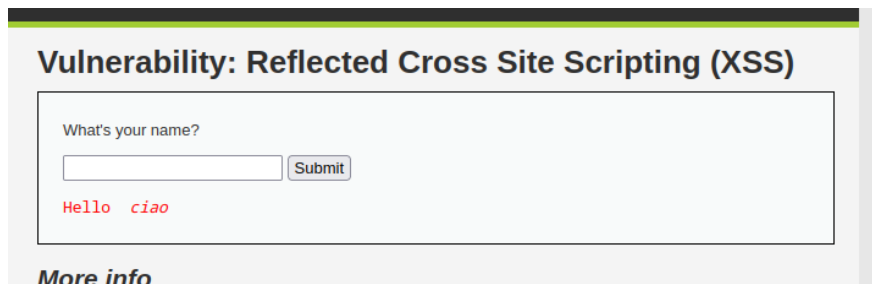 Vulnerability: Reflected Cross Site Scripting (XSS)
What's your name?
Submit
Hello ciao
More info